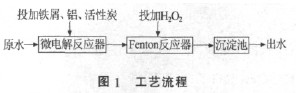 投加铁屑、铝、活性炭
投加H₂O₂
原水
微电解反应器
Fenton反应器
沉淀池
出水
图1 工艺流程